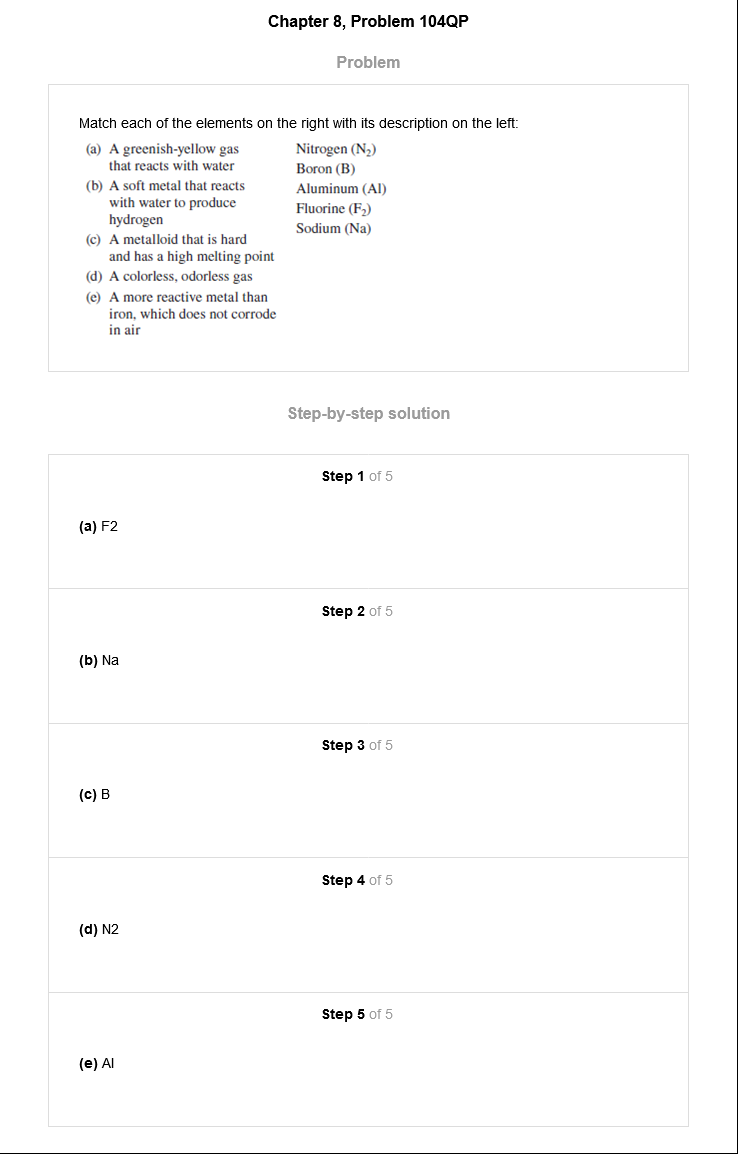 Chapter 8, Problem 104QP
Problem
Match each of the elements on the right with its description on the left:
(a) A greenish-yellow gas
that reacts with water
(b) A soft metal that reacts
with water to produce
hydrogen
(c) A metalloid that is hard
and has a high melting point
(d) A colorless, odorless gas
(e) A more reactive metal than
iron, which does not corrode
in air
Nitrogen (N₂)
Boron (B)
Aluminum (Al)
Fluorine (F₂)
Sodium (Na)
Step-by-step solution
Step 1 of 5
(a) F2
Step 2 of 5
(b) Na
Step 3 of 5
(c) B
Step 4 of 5
(d) N2
Step 5 of 5
(e) Al